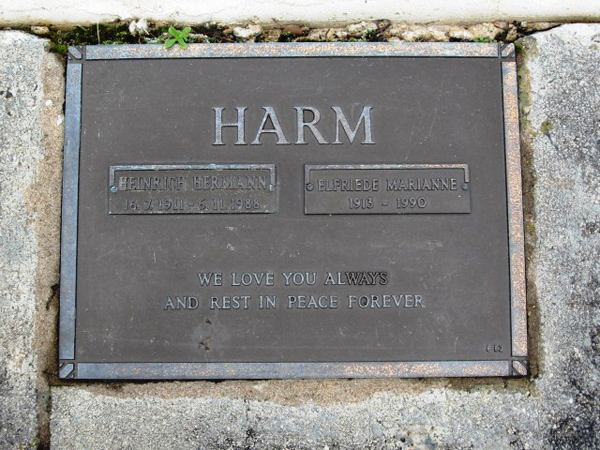 HARM
HEINRICH HERMANN
16.7.1911 - 6.11.1988
ELFRIEDE MARIANNE
1913 - 1990
WE LOVE YOU ALWAYS
AND REST IN PEACE FOREVER